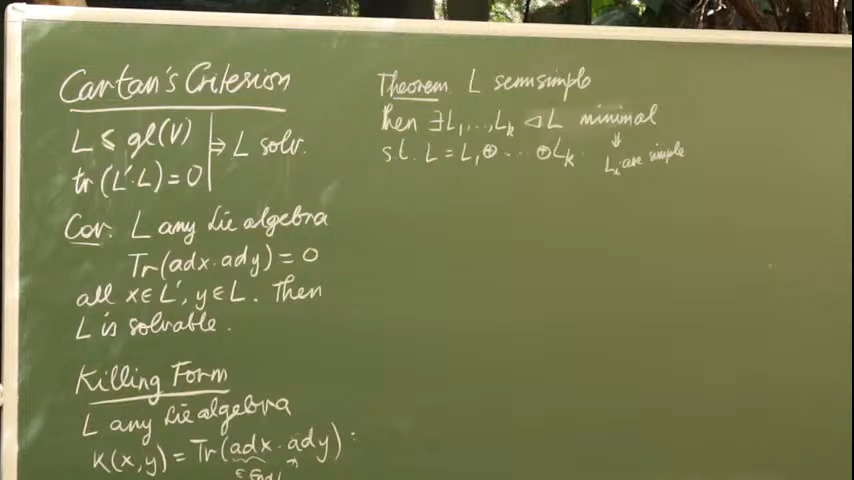 Cartan's Criterion
L ≤ gl(V) ⇒ L solv.
tr(L'·L) = 0
Cor. L any Lie algebra
Tr(adx·ady) = 0
all x∈L', y∈L. Then
L is solvable.
Killing Form
L any Lie algebra
K(x,y) = Tr(adx·ady) :
Theorem. L semisimple
Then ∃L₁,...,Lₖ ◁ L minimal
s.t. L = L₁⊕...⊕Lₖ.
⇓
Lᵢ are simple